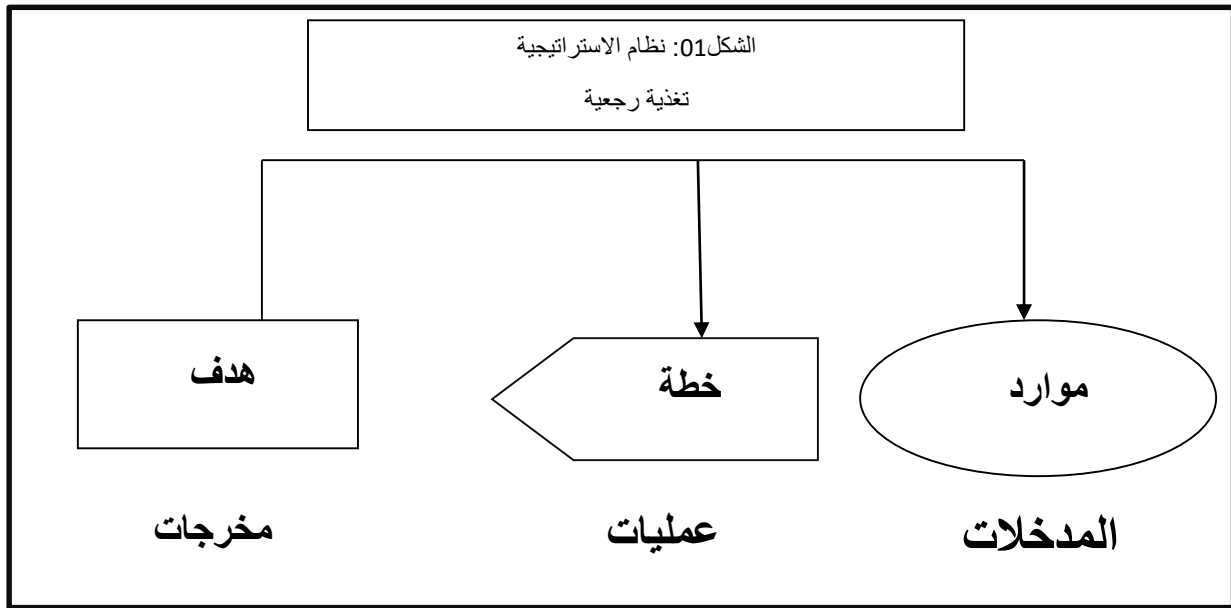 الشكل01: نظام الاستراتيجية
تغذية رجعية
موارد
خطة
هدف
المدخلات
عمليات
مخرجات